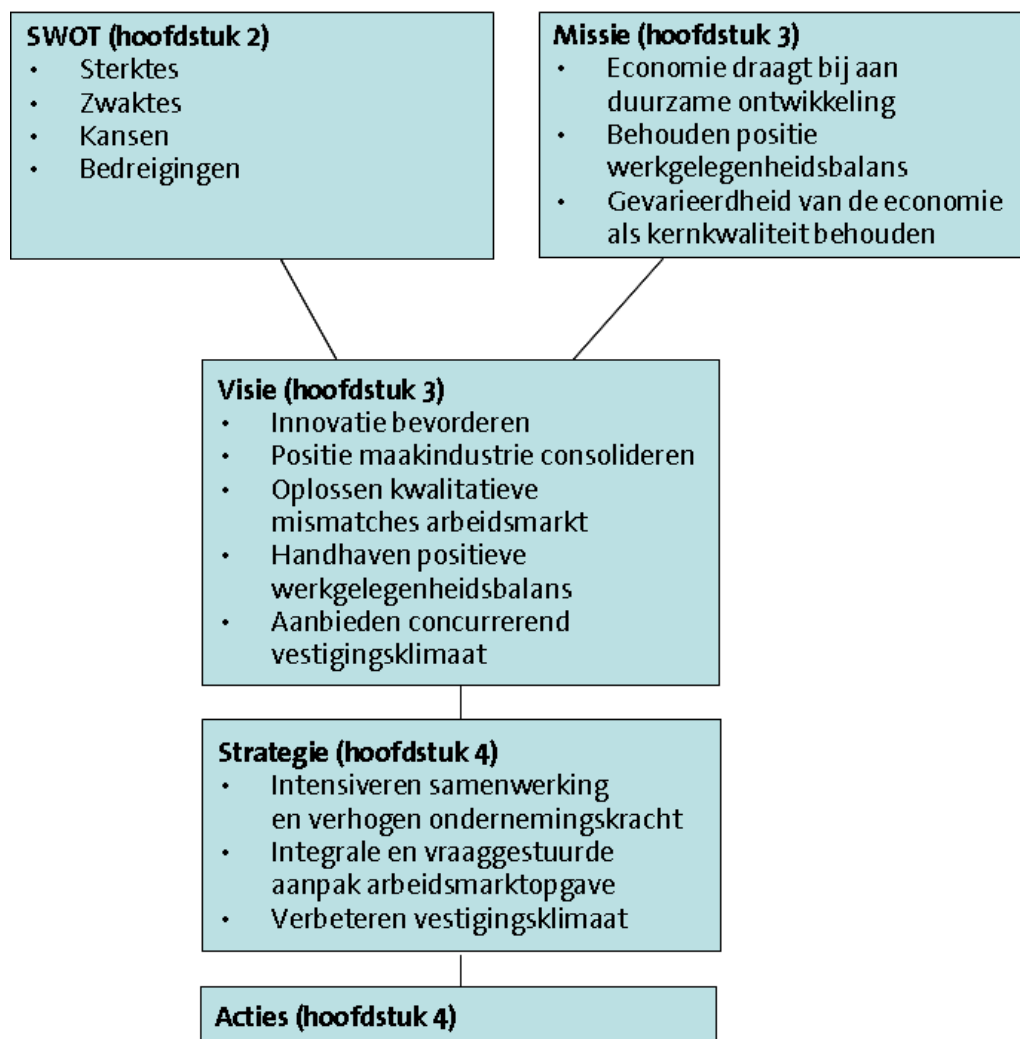 SWOT (hoofdstuk 2)
• Sterktes
• Zwaktes
• Kansen
• Bedreigingen
Missie (hoofdstuk 3)
• Economie draagt bij aan
duurzame ontwikkeling
• Behouden positie
werkgelegenheidsbalans
• Gevarieerdheid van de economie
als kernkwaliteit behouden
Visie (hoofdstuk 3)
• Innovatie bevorderen
• Positie maakindustrie consolideren
• Oplossen kwalitatieve
mismatches arbeidsmarkt
• Handhaven positieve
werkgelegenheidsbalans
• Aanbieden concurrerend
vestigingsklimaat
Strategie (hoofdstuk 4)
• Intensiveren samenwerking
en verhogen ondernemingskracht
• Integrale en vraaggestuurde
aanpak arbeidsmarktopgave
• Verbeteren vestigingsklimaat
Acties (hoofdstuk 4)